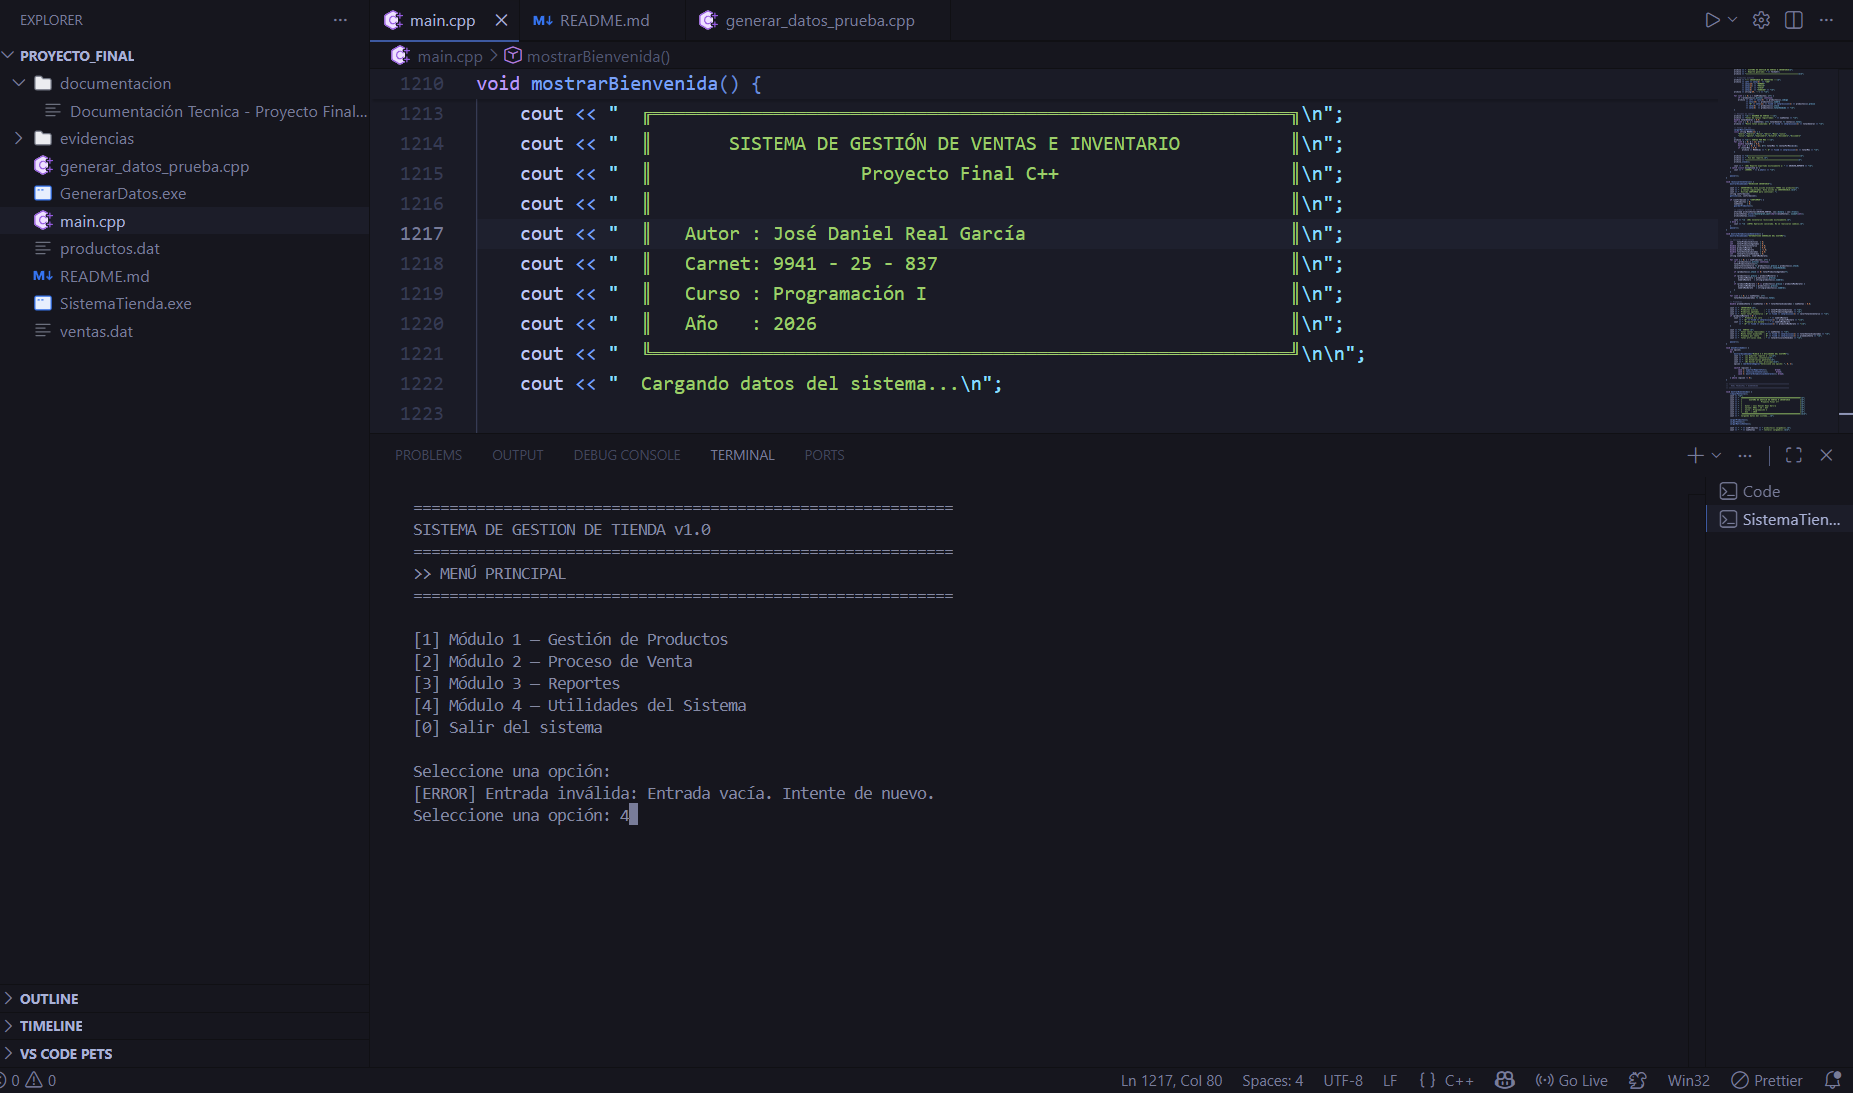 EXPLORER
PROYECTO_FINAL
documentacion
Documentación Tecnica - Proyecto Final...
evidencias
generar_datos_prueba.cpp
GenerarDatos.exe
main.cpp
productos.dat
README.md
SistemaTienda.exe
ventas.dat
OUTLINE
TIMELINE
VS CODE PETS
main.cpp
README.md
generar_datos_prueba.cpp
main.cpp > mostrarBienvenida()
1210 void mostrarBienvenida() {
1213 cout << "  ╔══════════════════════════════════════════════════════════╗\n";
1214 cout << "  ║       SISTEMA DE GESTIÓN DE VENTAS E INVENTARIO          ║\n";
1215 cout << "  ║                   Proyecto Final C++                     ║\n";
1216 cout << "  ║                                                          ║\n";
1217 cout << "  ║   Autor : José Daniel Real García                        ║\n";
1218 cout << "  ║   Carnet: 9941 - 25 - 837                                ║\n";
1219 cout << "  ║   Curso : Programación I                                 ║\n";
1220 cout << "  ║   Año   : 2026                                           ║\n";
1221 cout << "  ╚══════════════════════════════════════════════════════════╝\n\n";
1222 cout << "  Cargando datos del sistema...\n";
1223
PROBLEMS OUTPUT DEBUG CONSOLE TERMINAL PORTS
Code
SistemaTien...
============================================================
SISTEMA DE GESTION DE TIENDA v1.0
============================================================
>> MENÚ PRINCIPAL
============================================================
[1] Módulo 1 – Gestión de Productos
[2] Módulo 2 – Proceso de Venta
[3] Módulo 3 – Reportes
[4] Módulo 4 – Utilidades del Sistema
[0] Salir del sistema
Seleccione una opción:
[ERROR] Entrada inválida: Entrada vacía. Intente de nuevo.
Seleccione una opción: 4
0 0 Ln 1217, Col 80 Spaces: 4 UTF-8 LF { } C++ Go Live Win32 Prettier